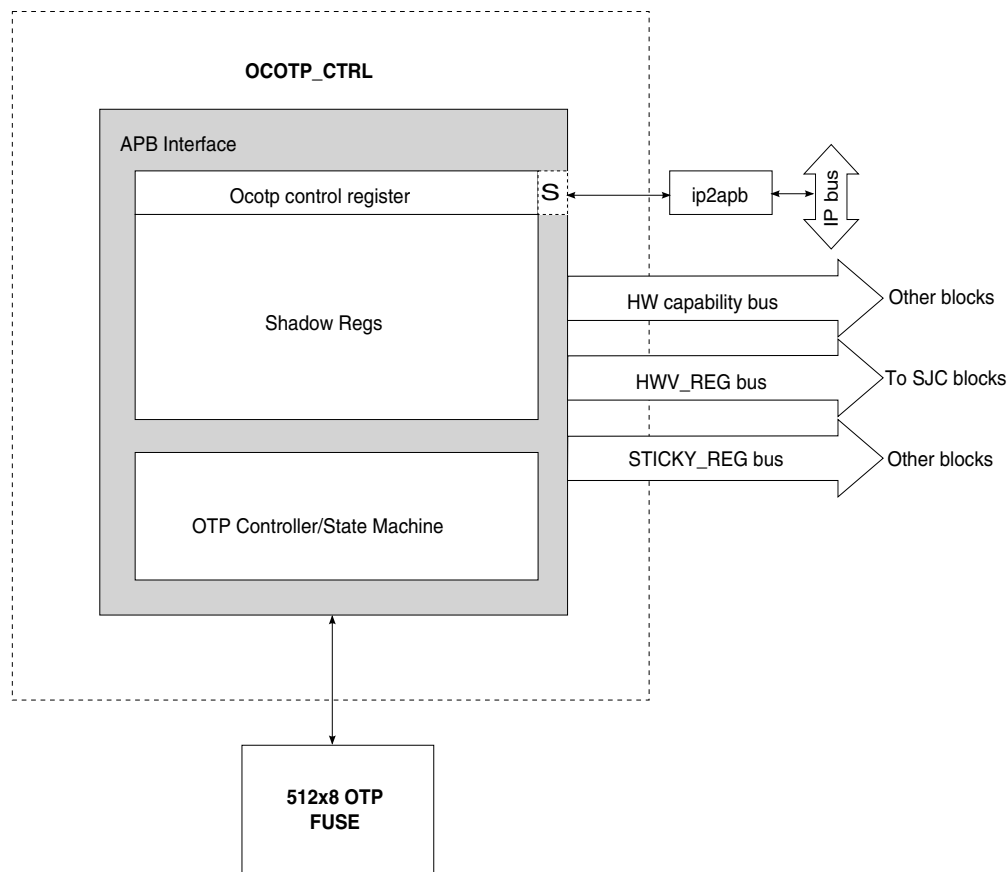 OCOTP_CTRL
APB Interface
Ocotp control register
S
ip2apb
IP bus
Shadow Regs
HW capability bus
Other blocks
HWV_REG bus
To SJC blocks
STICKY_REG bus
Other blocks
OTP Controller/State Machine
512x8 OTP
FUSE